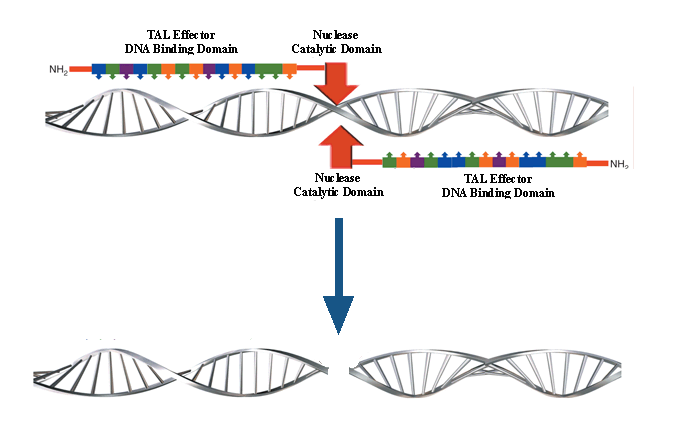 TAL Effector
DNA Binding Domain
Nuclease
Catalytic Domain
NH2
NH2
Nuclease
Catalytic Domain
TAL Effector
DNA Binding Domain